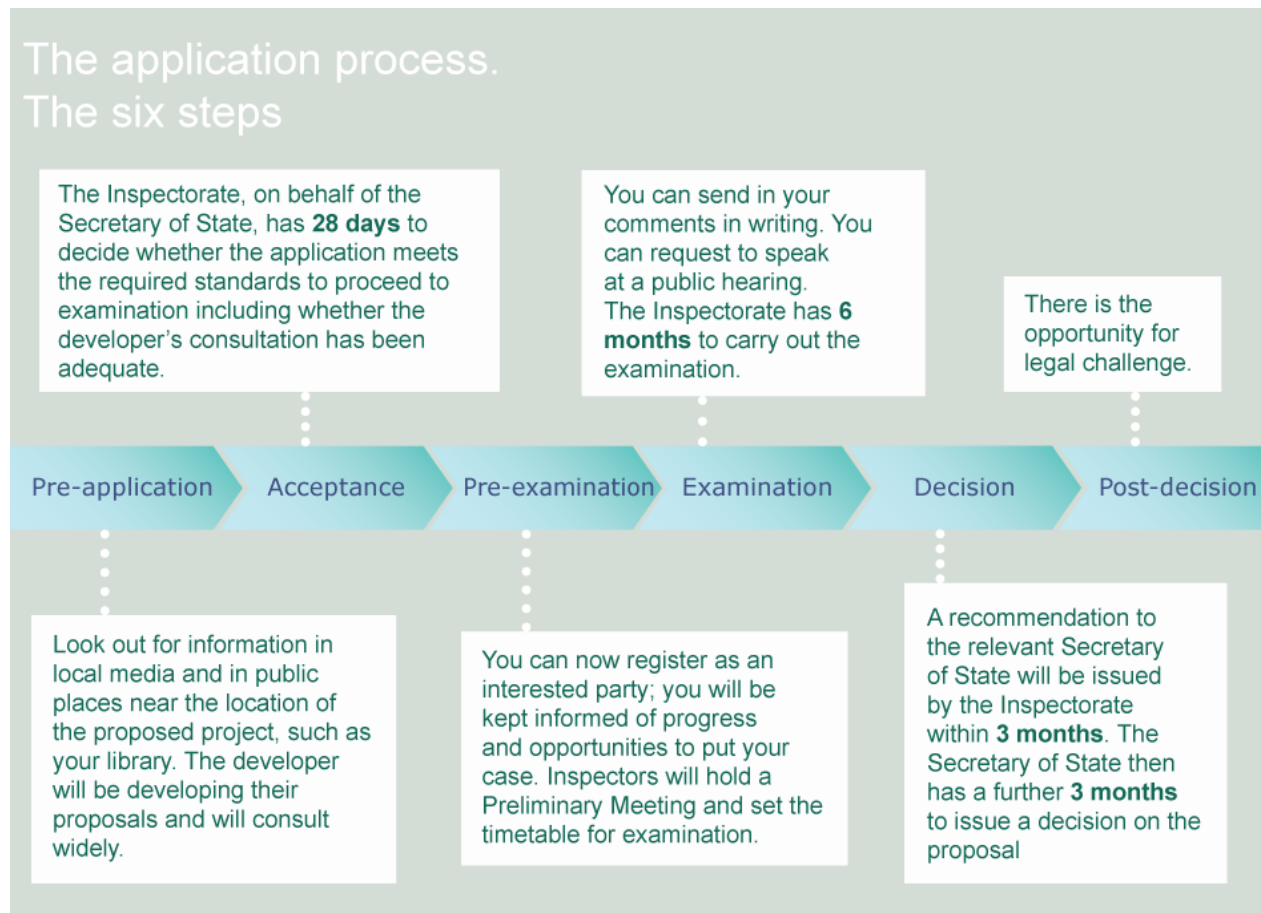 The application process.
The six steps
The Inspectorate, on behalf of the
Secretary of State, has 28 days to
decide whether the application meets
the required standards to proceed to
examination including whether the
developer’s consultation has been
adequate.
You can send in your
comments in writing. You
can request to speak
at a public hearing.
The Inspectorate has 6
months to carry out the
examination.
There is the
opportunity for
legal challenge.
Pre-application
Acceptance
Pre-examination
Examination
Decision
Post-decision
Look out for information in
local media and in public
places near the location of
the proposed project, such as
your library. The developer
will be developing their
proposals and will consult
widely.
You can now register as an
interested party; you will be
kept informed of progress
and opportunities to put your
case. Inspectors will hold a
Preliminary Meeting and set the
timetable for examination.
A recommendation to
the relevant Secretary
of State will be issued
by the Inspectorate
within 3 months. The
Secretary of State then
has a further 3 months
to issue a decision on the
proposal